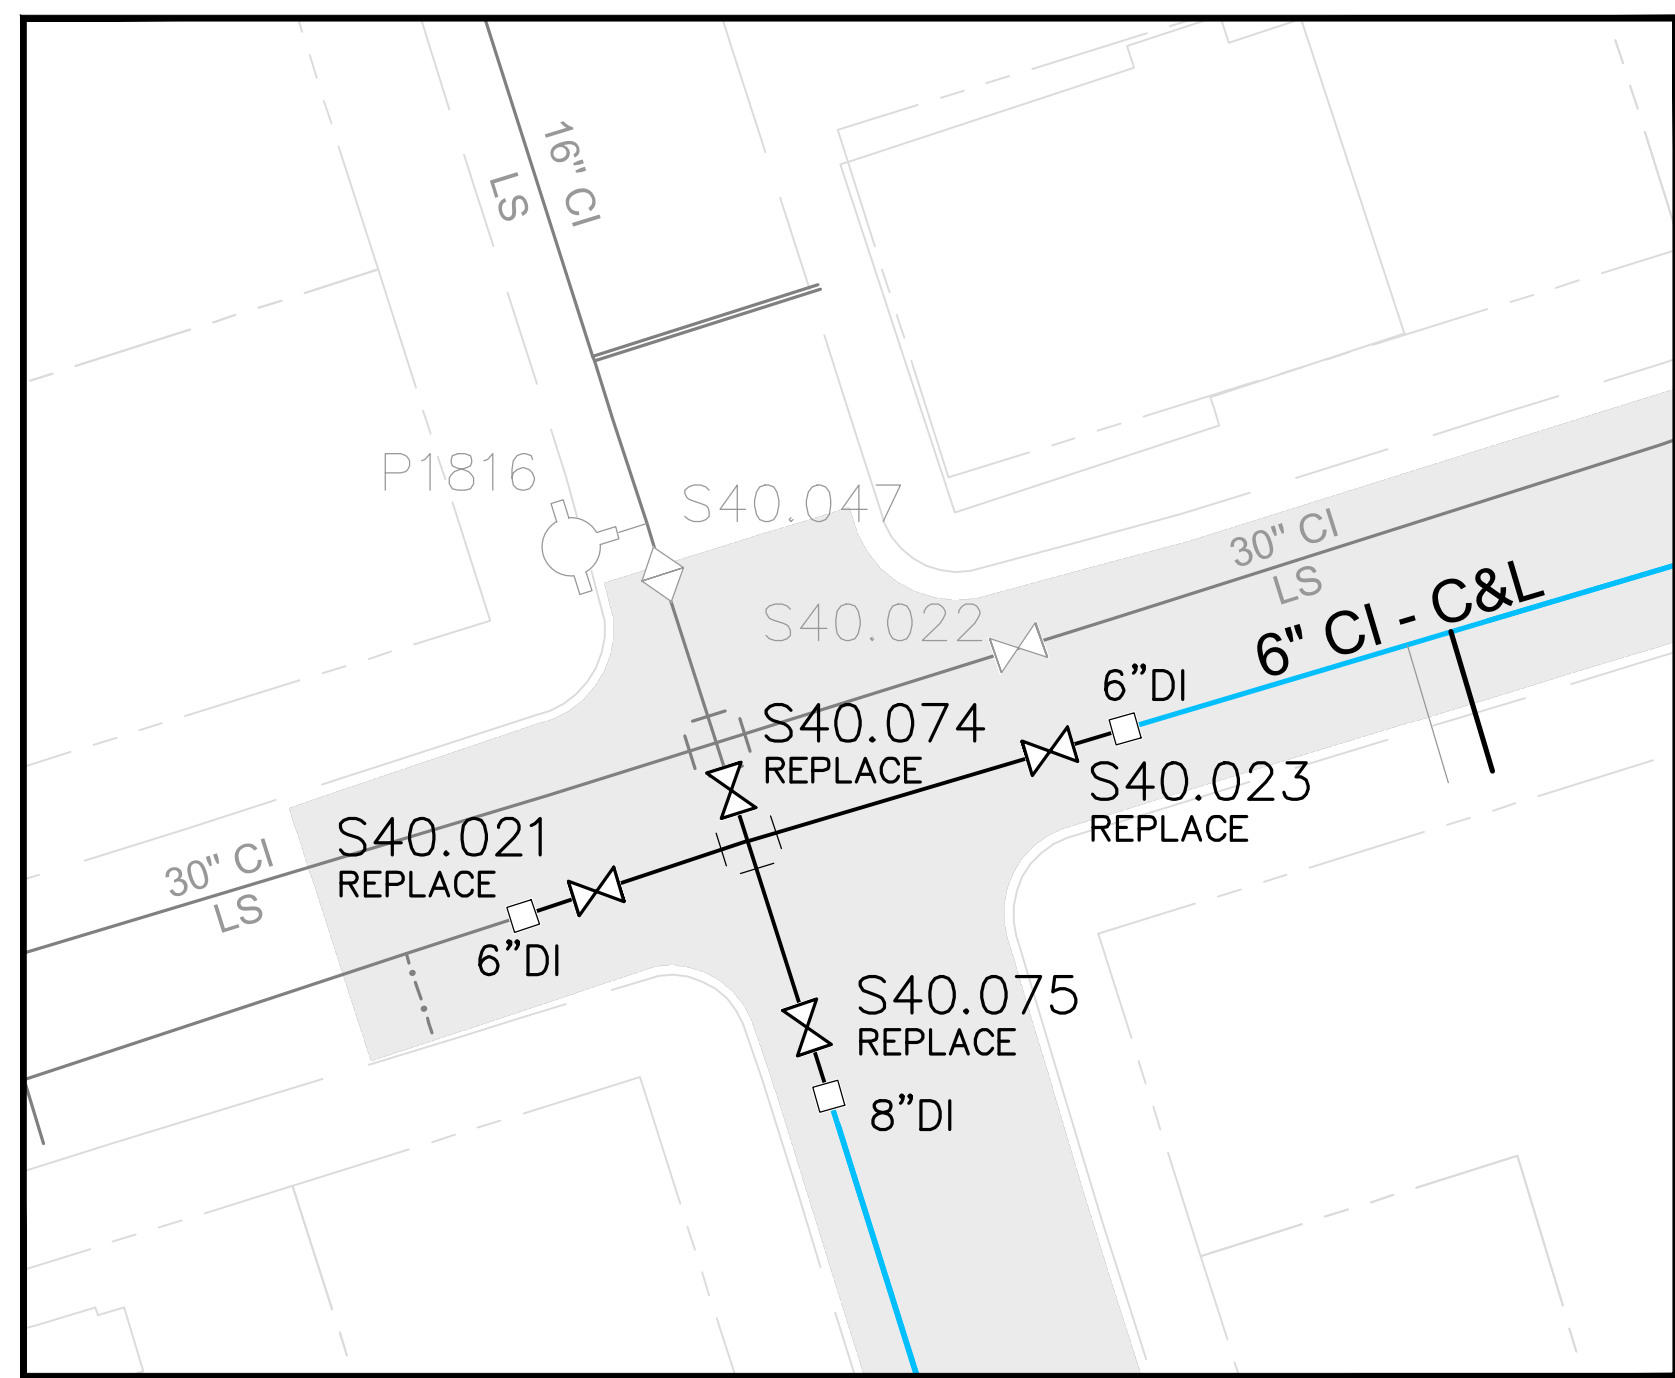 16" CI
LS
P1816
S40.047
30" CI
LS
S40.022
6" CI - C&L
6”DI
S40.074
REPLACE
S40.023
REPLACE
S40.021
REPLACE
30" CI
LS
6”DI
S40.075
REPLACE
8”DI